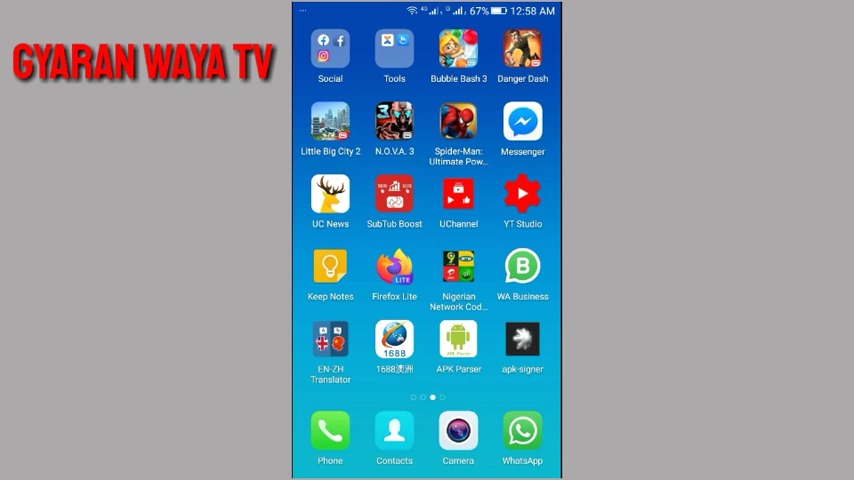 67% 12:58 AM
GYARAN WAYA TV
Social
Tools
Bubble Bash 3
Danger Dash
Little Big City 2
N.O.V.A. 3
Spider-Man:
Ultimate Pow...
Messenger
UC News
SubTub Boost
UChannel
YT Studio
Keep Notes
Firefox Lite
Nigerian
Network Cod...
WA Business
EN-ZH
Translator
1688
1688澳洲
APK Parser
apk-signer
Phone
Contacts
Camera
WhatsApp